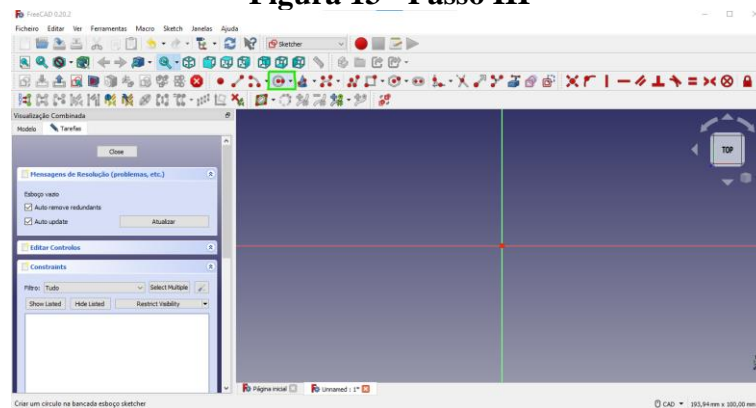 Figura 15 - Passo III
FreeCAD 0.20.2
Ficheiro Editar Ver Ferramentas Macro Sketch Janelas Ajuda
Sketcher
Visualização Combinada
Modelo Tarefas
Close
TOP
Mensagens de Resolução (problemas, etc.)
Esboço vazio
Auto remove redundants
Auto update Atualizar
Editar Controlos
Constraints
Filtro: Tudo Select Multiple
Show Listed Hide Listed Restrict Visibility
Página inicial Unnamed : 1*
Criar um círculo na bancada esboço sketcher CAD 193,94 mm x 100,00 mm